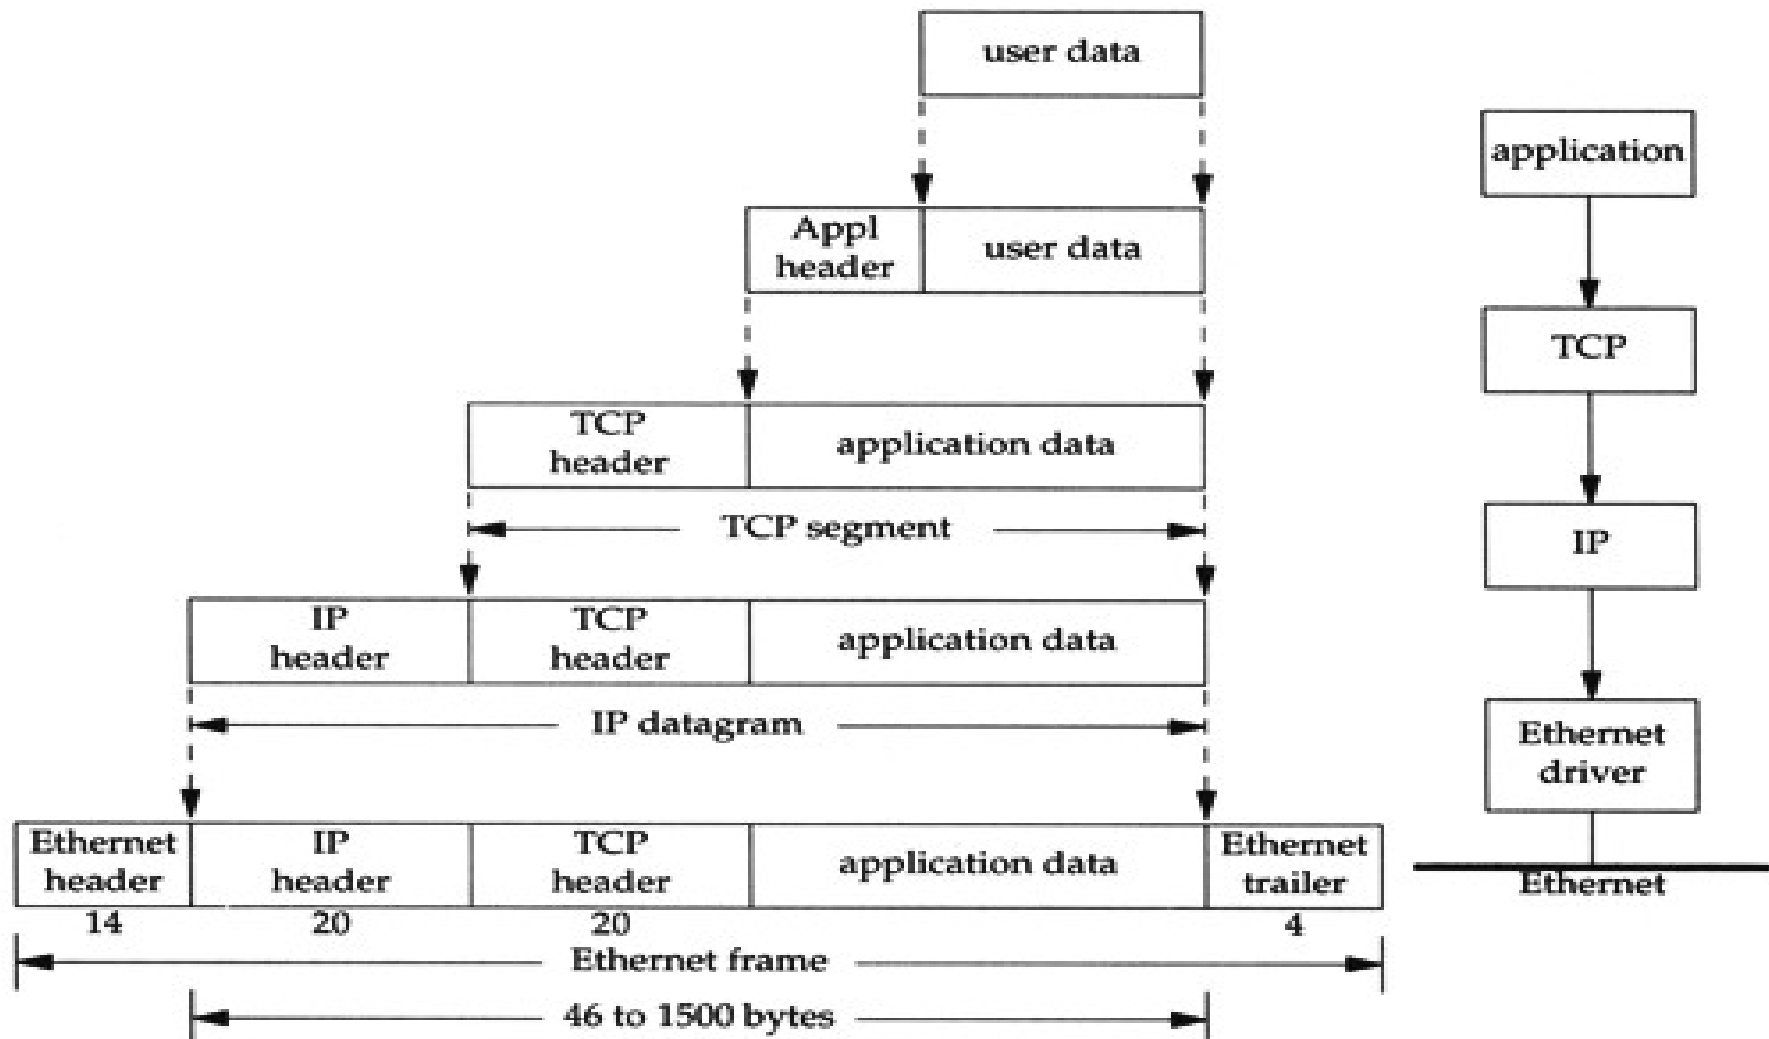 user data
Appl
header
user data
TCP
header
application data
TCP segment
IP
header
TCP
header
application data
IP datagram
Ethernet
header
IP
header
TCP
header
application data
Ethernet
trailer
14
20
20
4
Ethernet frame
46 to 1500 bytes
application
TCP
IP
Ethernet
driver
Ethernet